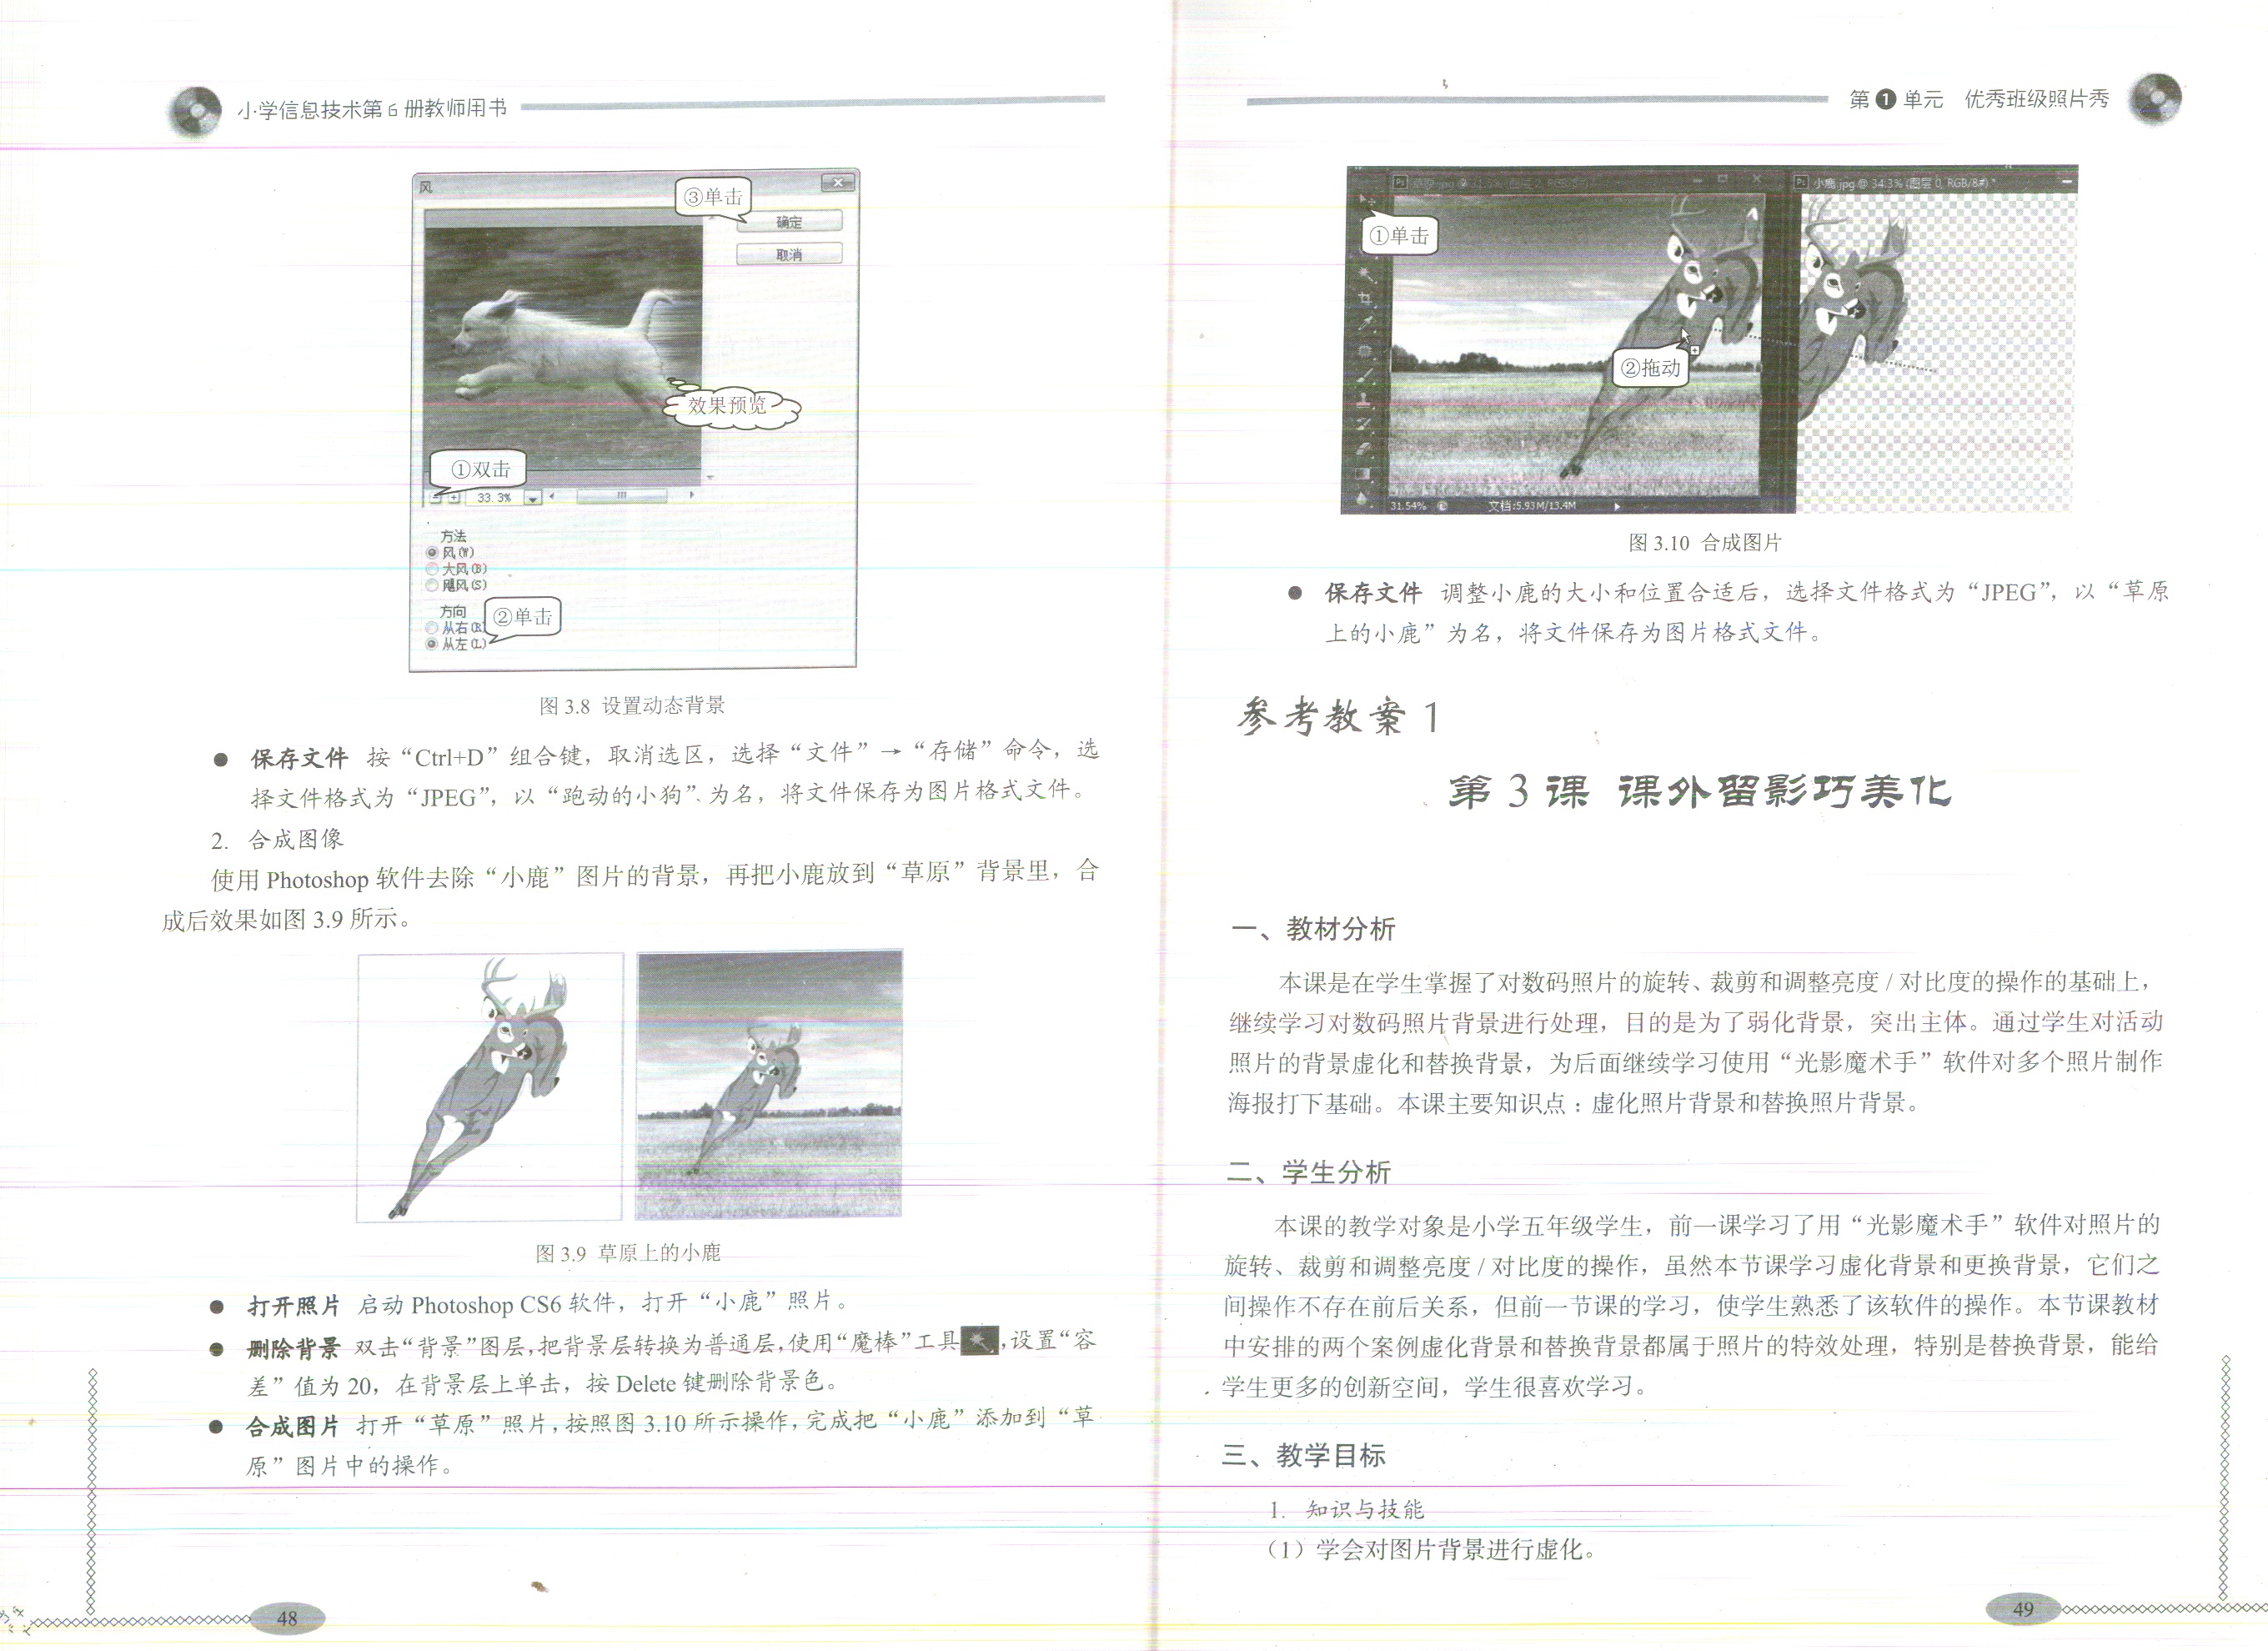 小学信息技术第6册教师用书
风
③单击
确定
取消
效果预览
①双击
33.3%
方法
风(W)
大风(B)
飓风(S)
方向
②单击
从右(R)
从左(L)
图 3.8 设置动态背景
● 保存文件 按“Ctrl+D”组合键，取消选区，选择“文件”→“存储”命令，选
择文件格式为“JPEG”，以“跑动的小狗”为名，将文件保存为图片格式文件。
2. 合成图像
使用 Photoshop 软件去除“小鹿”图片的背景，再把小鹿放到“草原”背景里，合
成后效果如图 3.9 所示。
图 3.9 草原上的小鹿
● 打开照片 启动 Photoshop CS6 软件，打开“小鹿”照片。
● 删除背景 双击“背景”图层，把背景层转换为普通层，使用“魔棒”工具，设置“容
差”值为 20，在背景层上单击，按 Delete 键删除背景色。
● 合成图片 打开“草原”照片，按照图 3.10 所示操作，完成把“小鹿”添加到“草
原”图片中的操作。
48
第1单元 优秀班级照片秀
小鹿.jpg @ 34.3% (图层 0, RGB/8#) *
①单击
②拖动
31.54%
文档:5.93M/13.4M
图 3.10 合成图片
● 保存文件 调整小鹿的大小和位置合适后，选择文件格式为“JPEG”，以“草原
上的小鹿”为名，将文件保存为图片格式文件。
参考教案 1
第 3 课 课外留影巧美化
一、教材分析
本课是在学生掌握了对数码照片的旋转、裁剪和调整亮度 / 对比度的操作的基础上，
继续学习对数码照片背景进行处理，目的是为了弱化背景，突出主体。通过学生对活动
照片的背景虚化和替换背景，为后面继续学习使用“光影魔术手”软件对多个照片制作
海报打下基础。本课主要知识点：虚化照片背景和替换照片背景。
二、学生分析
本课的教学对象是小学五年级学生，前一课学习了用“光影魔术手”软件对照片的
旋转、裁剪和调整亮度 / 对比度的操作，虽然本节课学习虚化背景和更换背景，它们之
间操作不存在前后关系，但前一节课的学习，使学生熟悉了该软件的操作。本节课教材
中安排的两个案例虚化背景和替换背景都属于照片的特效处理，特别是替换背景，能给
学生更多的创新空间，学生很喜欢学习。
三、教学目标
1. 知识与技能
（1）学会对图片背景进行虚化。
49